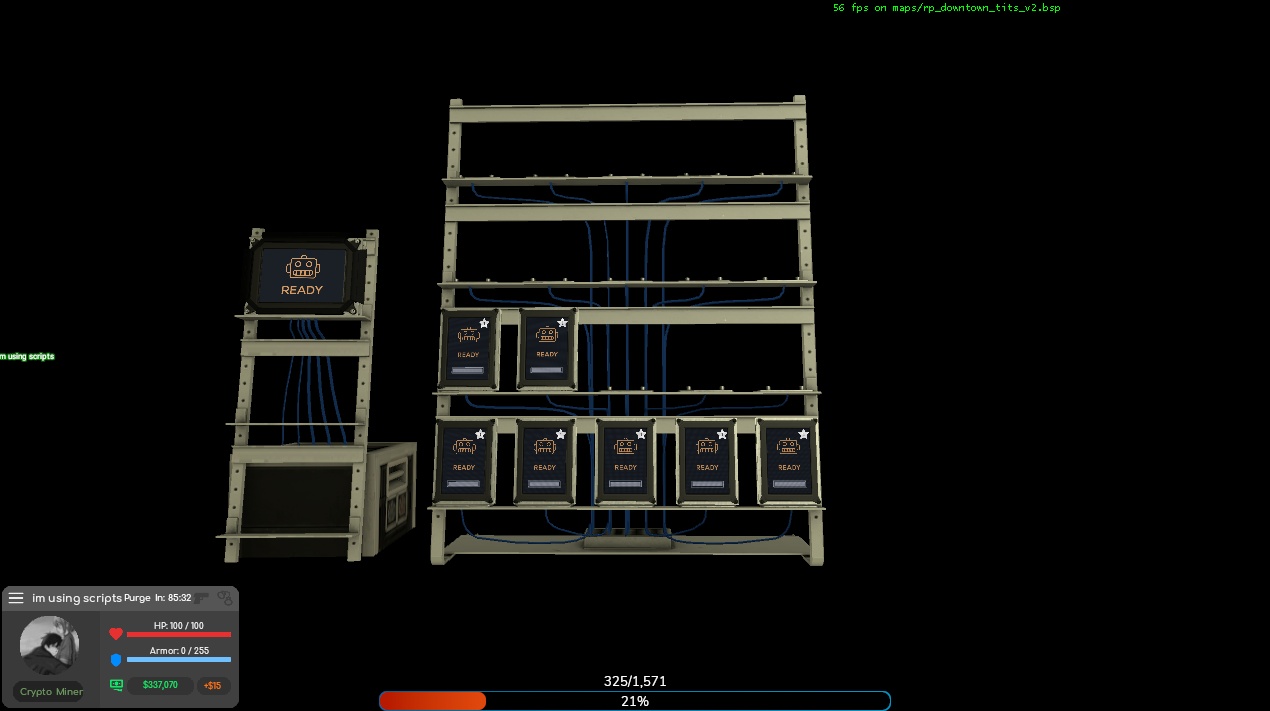 56 fps on maps/rp_downtown_tits_v2.bsp
READY
READY
READY
m using scripts
READY
READY
READY
READY
READY
im using scripts Purge In: 85:32
HP: 100 / 100
Armor: 0 / 255
Crypto Miner
$337,070
+$15
325/1,571
21%